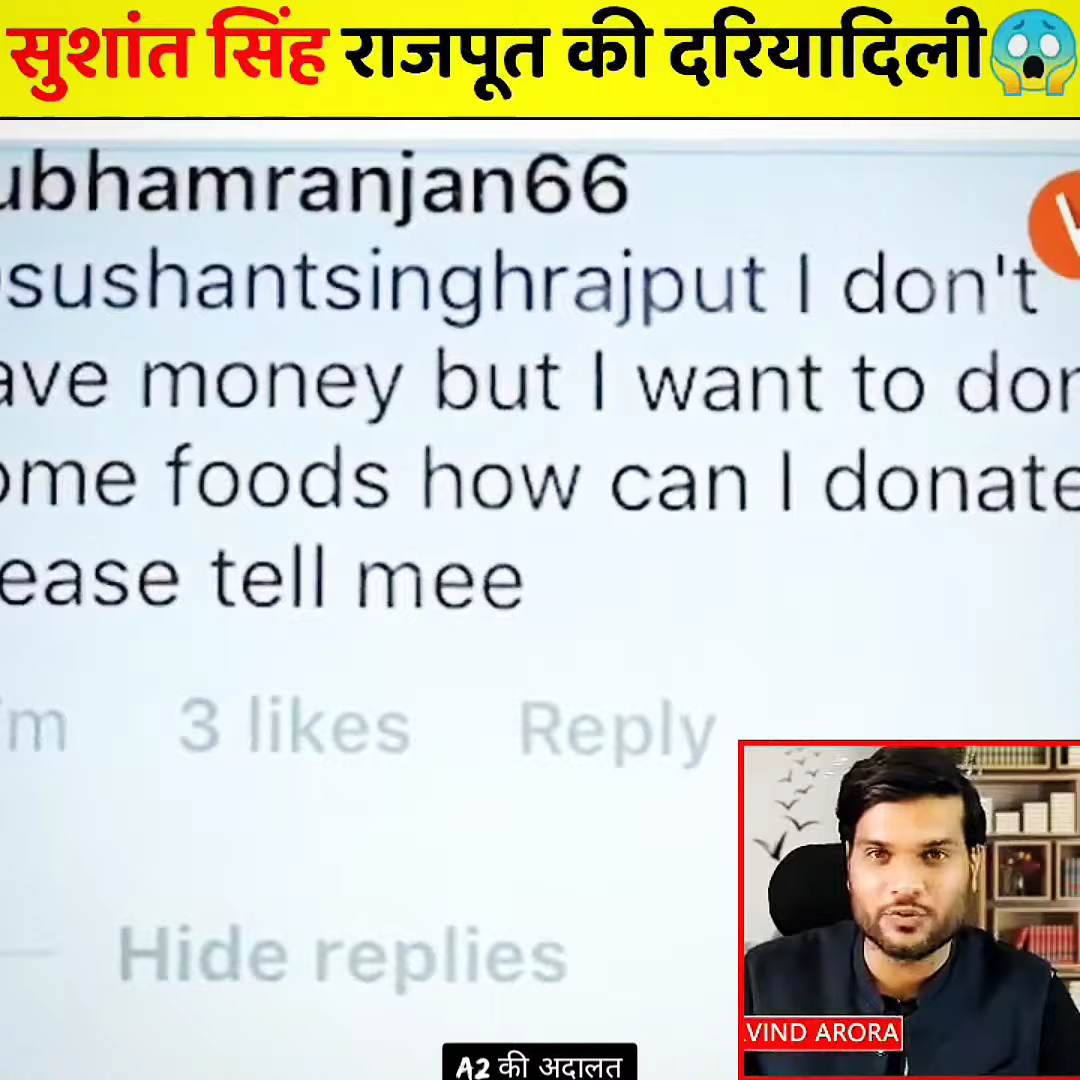 सुशांत सिंह राजपूत की दरियादिली😱
ubhamranjan66
sushantsinghrajput I don't
ave money but I want to dor
ome foods how can I donate
ease tell mee
m 3 likes Reply
Hide replies
VIND ARORA
A2 की अदालत